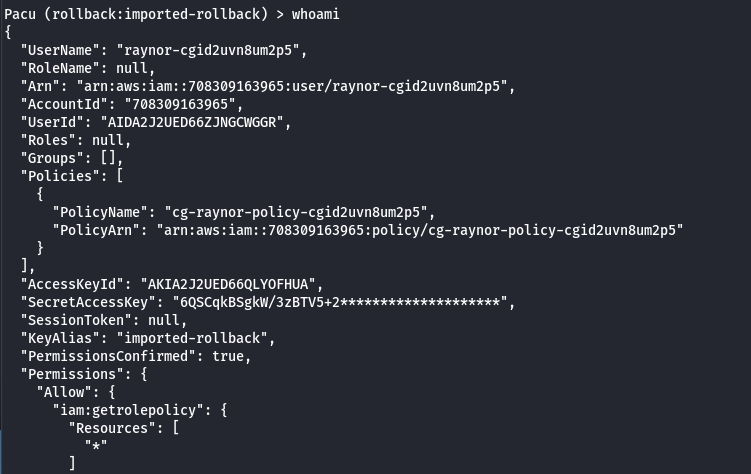 Pacu (rollback:imported-rollback) > whoami
{
  "UserName": "raynor-cgid2uvn8um2p5",
  "RoleName": null,
  "Arn": "arn:aws:iam::708309163965:user/raynor-cgid2uvn8um2p5",
  "AccountId": "708309163965",
  "UserId": "AIDA2J2UED66ZJNGCWGGR",
  "Roles": null,
  "Groups": [],
  "Policies": [
    {
      "PolicyName": "cg-raynor-policy-cgid2uvn8um2p5",
      "PolicyArn": "arn:aws:iam::708309163965:policy/cg-raynor-policy-cgid2uvn8um2p5"
    }
  ],
  "AccessKeyId": "AKIA2J2UED66QLYOFHUA",
  "SecretAccessKey": "6QSCqkBSgkW/3zBTV5+2********************",
  "SessionToken": null,
  "KeyAlias": "imported-rollback",
  "PermissionsConfirmed": true,
  "Permissions": {
    "Allow": {
      "iam:getrolepolicy": {
        "Resources": [
          "*"
        ]